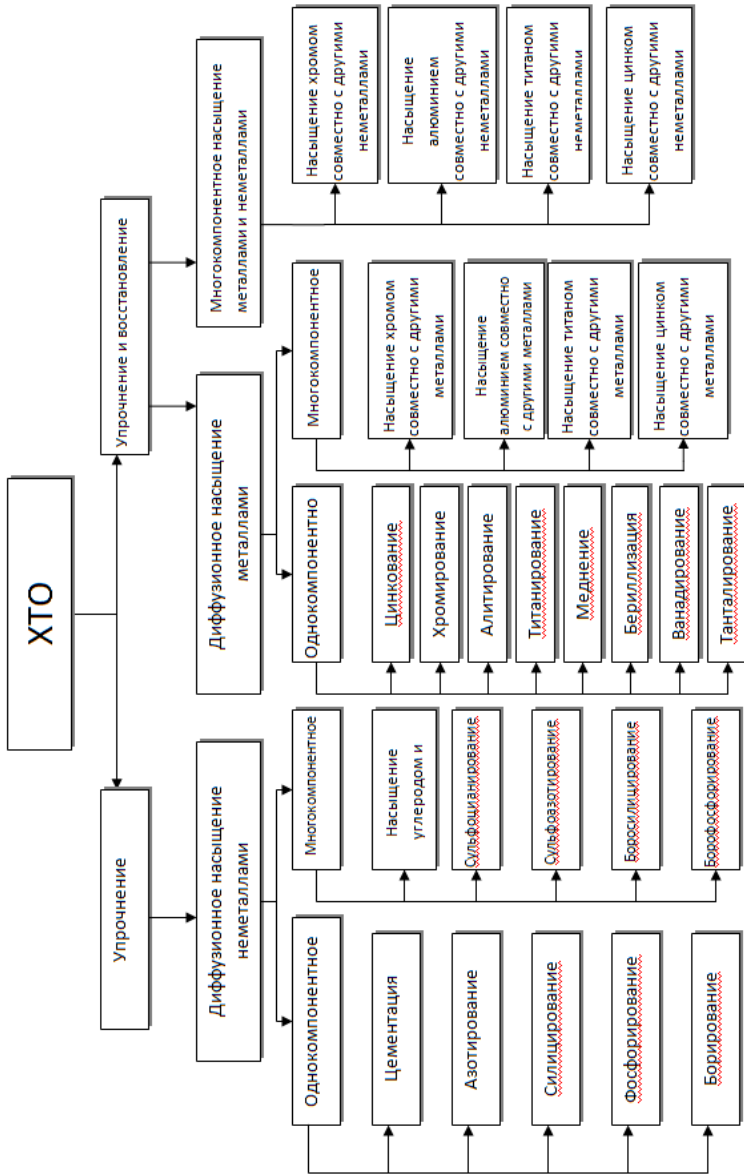 ХТО
Упрочнение
Диффузионное насыщение
неметаллами
Однокомпонентное
Цементация
Азотирование
Силицирование
Фосфорирование
Борирование
Многокомпонентное
Насыщение
углеродом и
Сульфоцианирование
Сульфоазотирование
Боросилицирование
Борофосфорирование
Упрочнение и восстановление
Диффузионное насыщение
металлами
Однокомпонентно
Цинкование
Хромирование
Алитирование
Титанирование
Меднение
Бериллизация
Ванадирование
Танталирование
Многокомпонентное
Насыщение хромом
совместно с другими
металлами
Насыщение
алюминием совместно
с другими металлами
Насыщение титаном
совместно с другими
металлами
Насыщение цинком
совместно с другими
металлами
Многокомпонентное насыщение
металлами и неметаллами
Насыщение хромом
совместно с другими
неметаллами
Насыщение
алюминием
совместно с другими
неметаллами
Насыщение титаном
совместно с другими
неметаллами
Насыщение цинком
совместно с другими
неметаллами